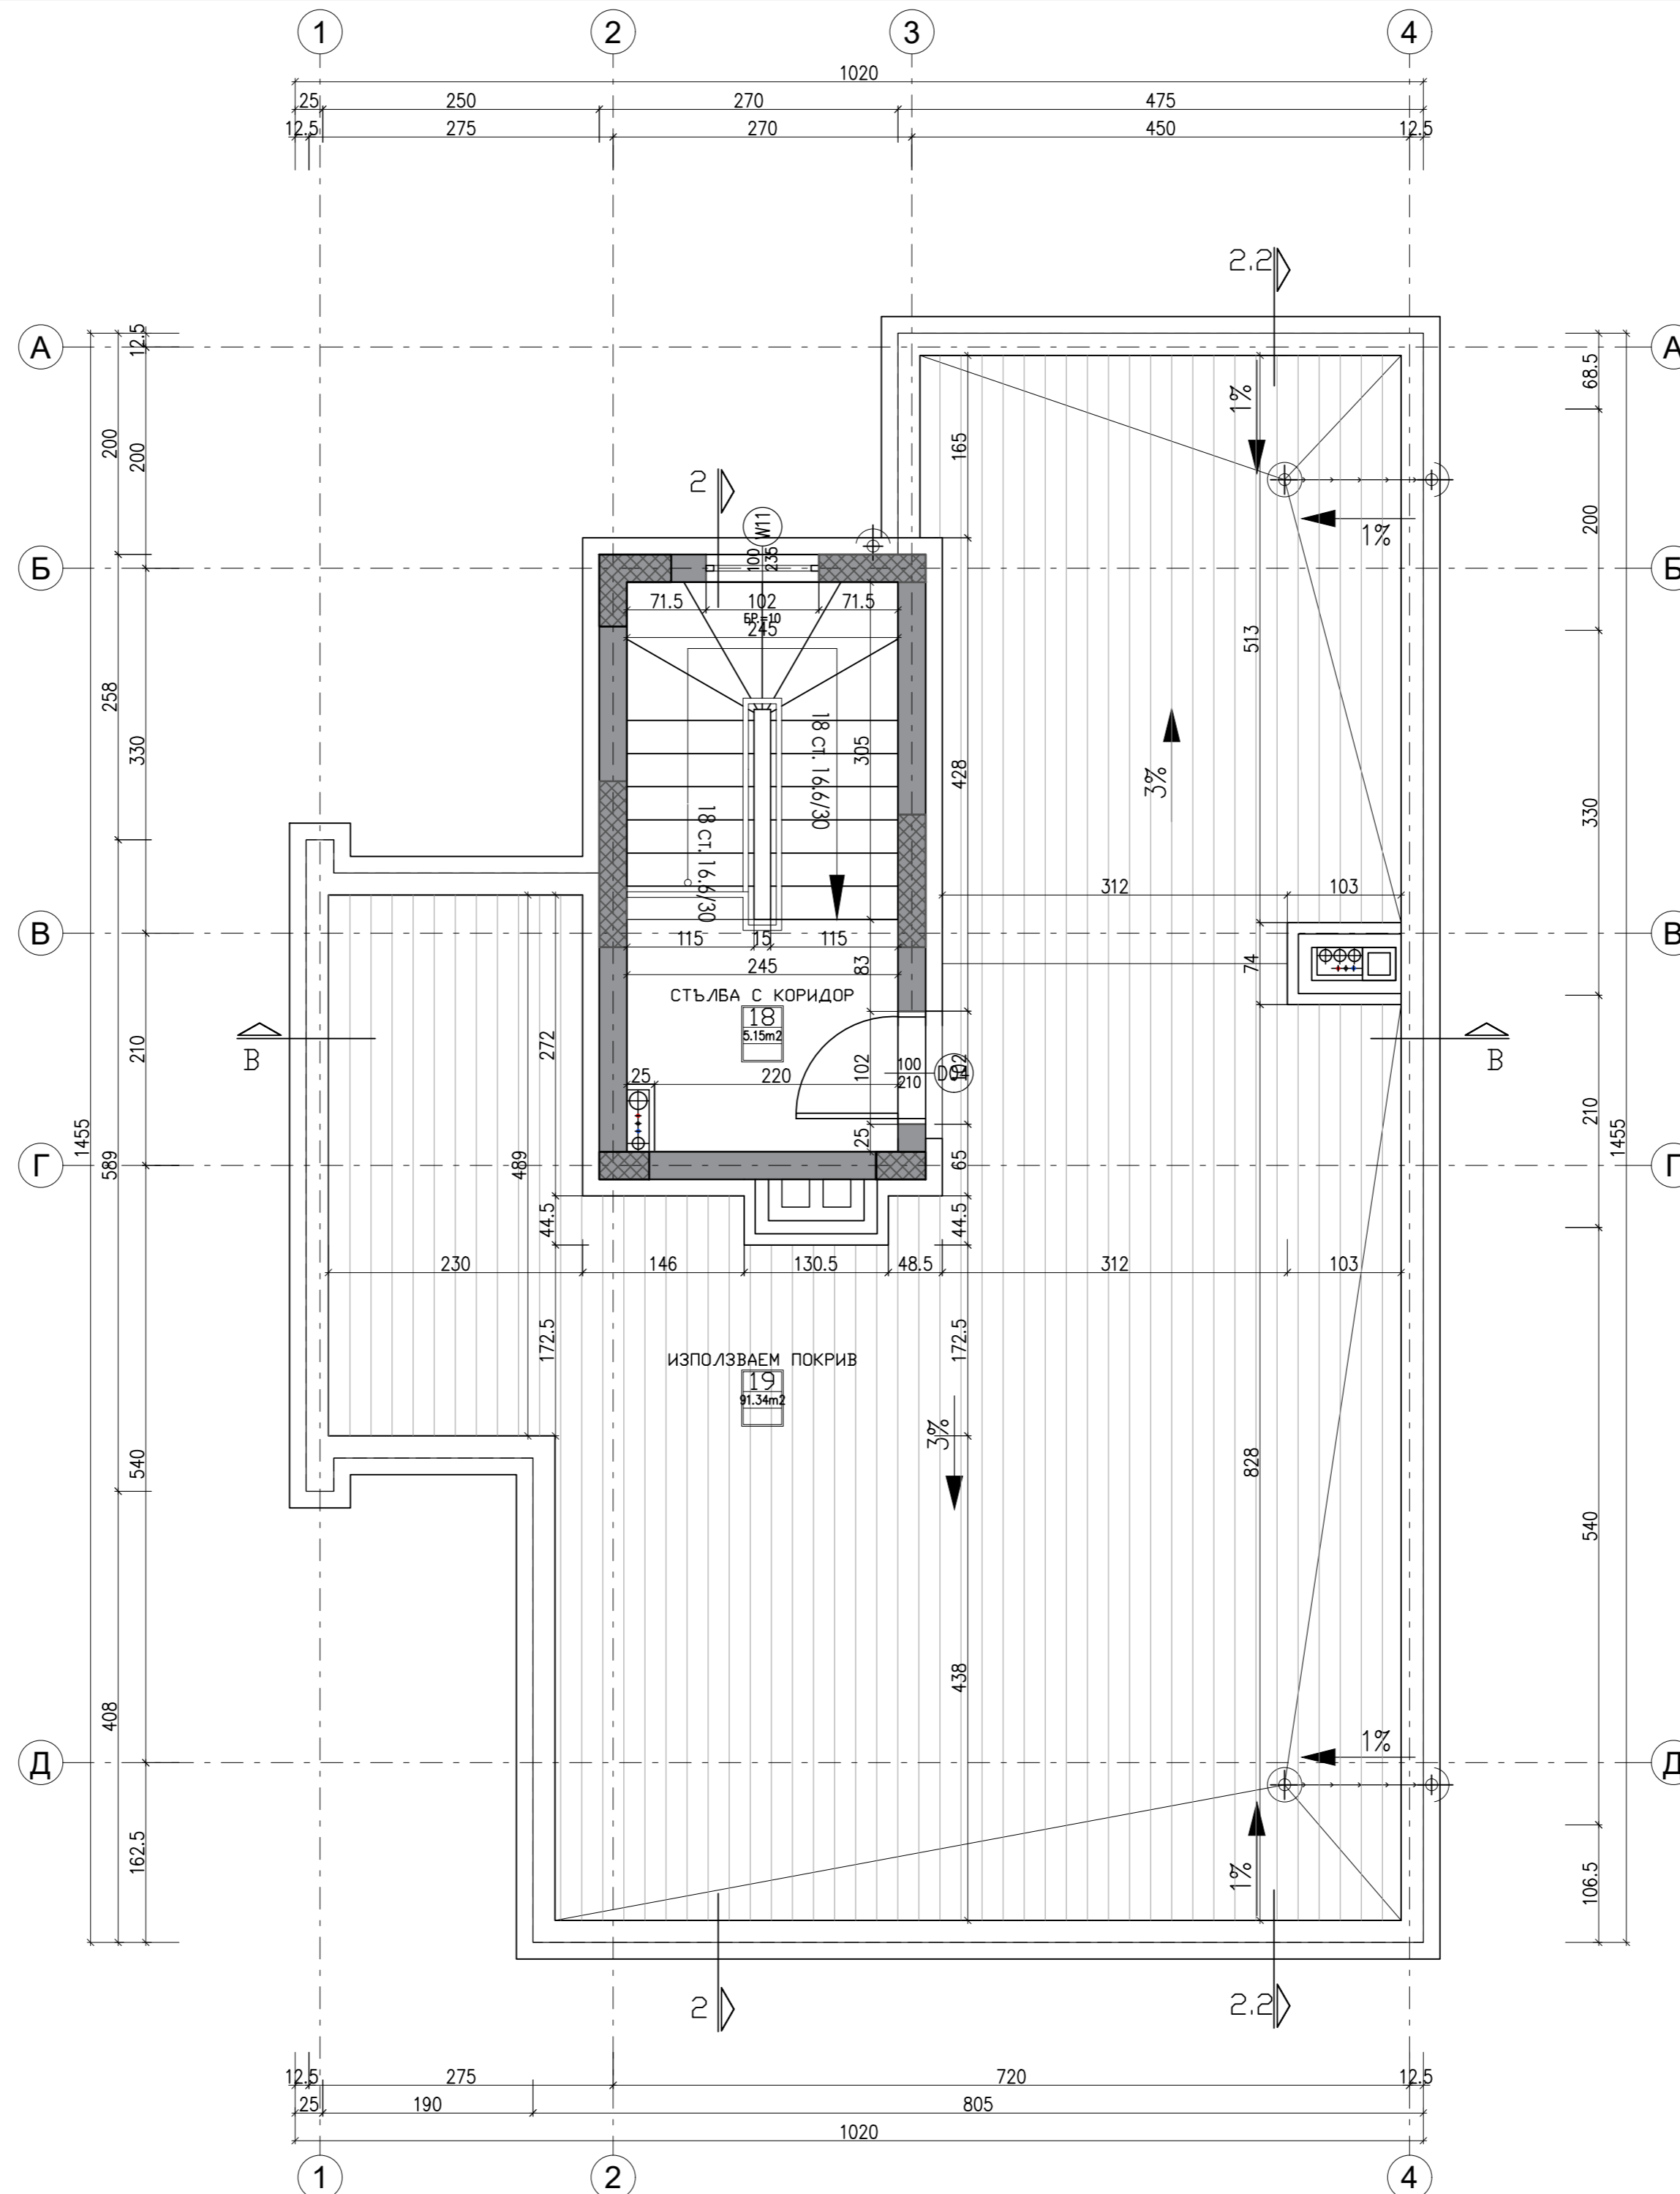 1 2 3 4
1020
25 250 270 475
12.5 275 270 450 12.5
2.2
А 12.5 А
68.5
1%
200 200 165
2
W11
1%
200
100
235
Б Б
71.5 102 71.5
БР.=10
245
513
258
330
18 ст. 16.6/30
305
428
3%
330
18 ст. 16.6/30
312 103
В В
115 15 115
83
74
245
СТЪЛБА С КОРИДОР
18
5.15m2
B B
210 272
102
100
210
D04
102
25 220
210
1455
589
25
65
1455
Г Г
489
44.5 44.5
230 146 130.5 48.5 312 103
172.5 172.5
ИЗПОЛЗВАЕМ ПОКРИВ
19
91.34m2
3%
540
828
540
438
408
1%
Д Д
162.5
1%
106.5
2 2.2
12.5 275 720 12.5
25 190 805
1020
1 2 4